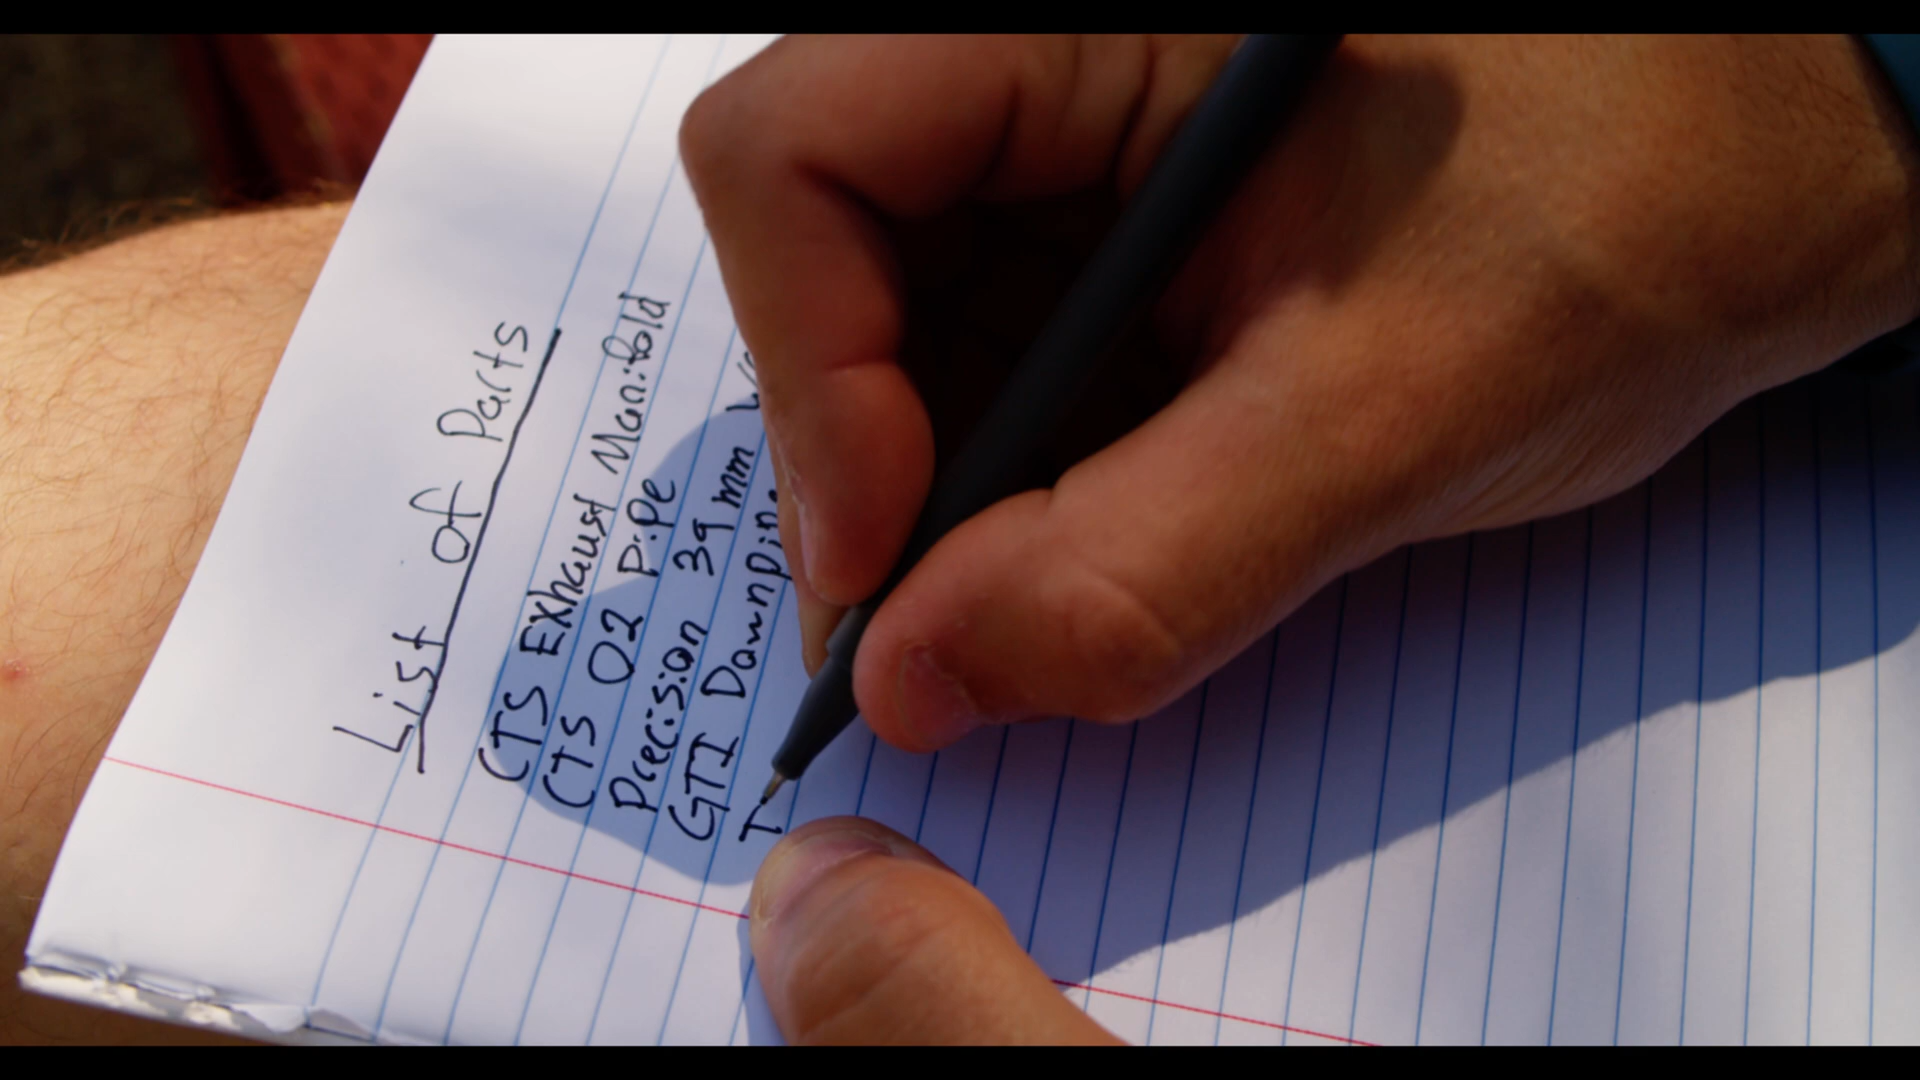 List of Parts
CTS EXhaust Manifold
CTS O2 PiPe
Precision 39 mm
GTI Downpipe
T